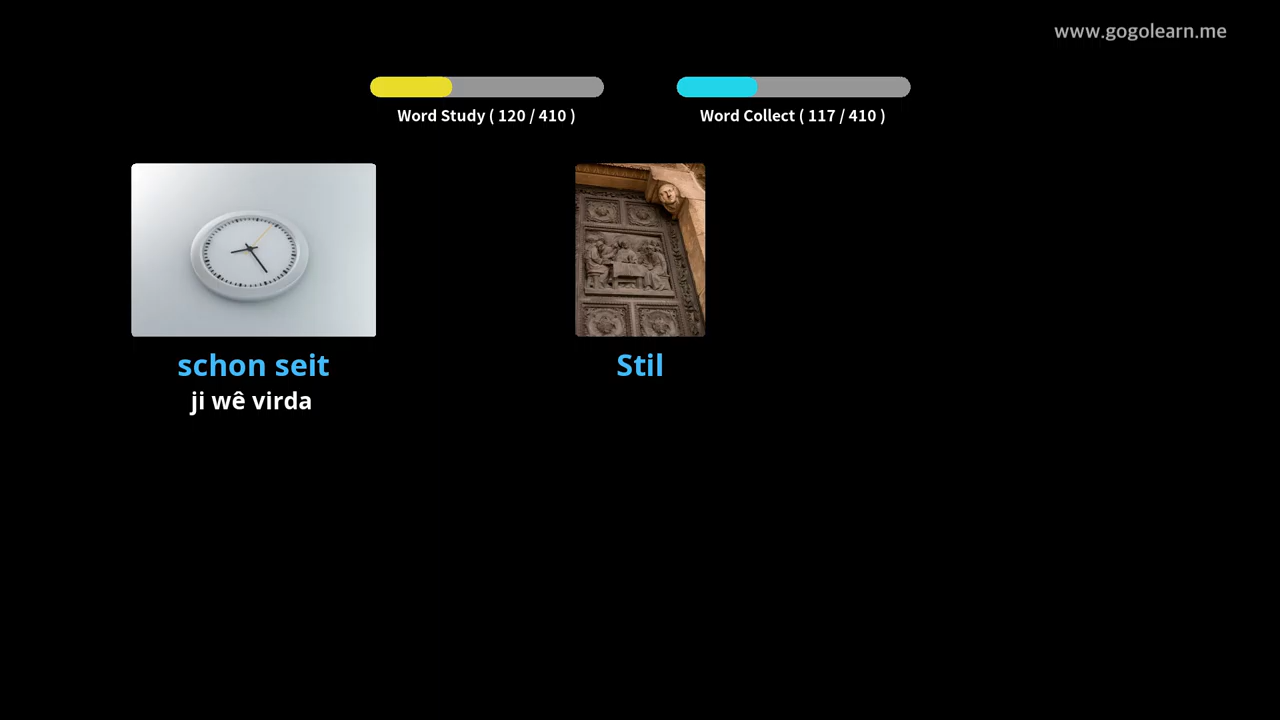 www.gogolearn.me
Word Study ( 120 / 410 )
Word Collect ( 117 / 410 )
schon seit
ji wê virda
Stil